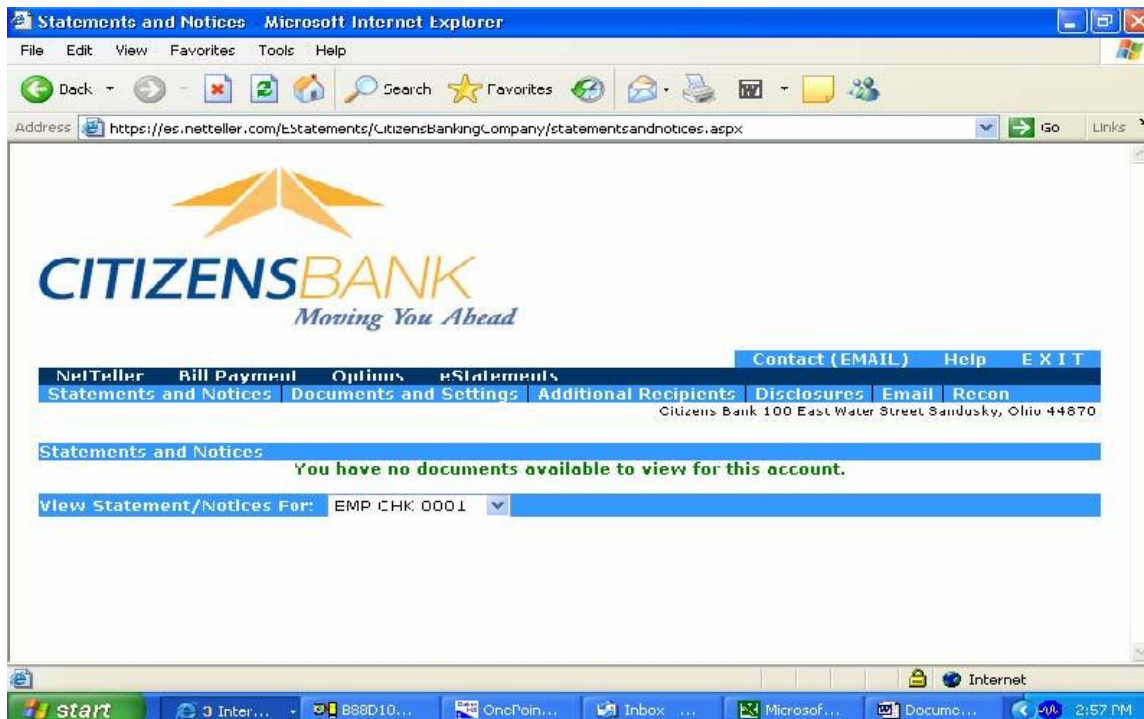 Statements and Notices - Microsoft Internet Explorer
File Edit View Favorites Tools Help
Back Search Favorites
Address https://es.netteller.com/EStatements/CitizensBankingCompany/statementsandnotices.aspx Go Links
CITIZENSBANK
Moving You Ahead
Contact (EMAIL) Help EXIT
NetTeller Bill Payment Options eStatements
Statements and Notices Documents and Settings Additional Recipients Disclosures Email Recon
Citizens Bank 100 East Water Street Sandusky, Ohio 44870
Statements and Notices
You have no documents available to view for this account.
View Statement/Notices For: EMP CHK 0001
Internet
start 3 Inter... B88D10... OnePoin... Inbox ... Microsof... Docume... 2:57 PM